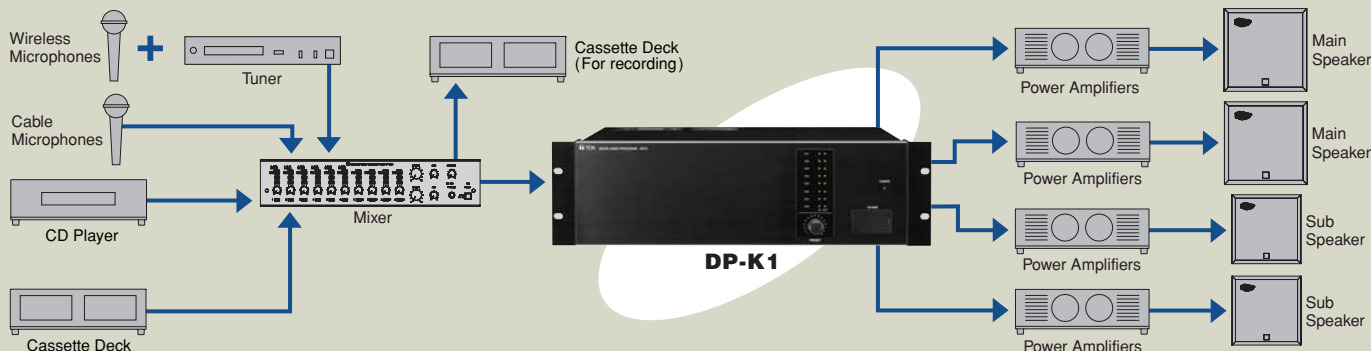 Wireless
Microphones
Tuner
Cassette Deck
(For recording)
Cable
Microphones
CD Player
Cassette Deck
Mixer
TOA
DP-K1
Power Amplifiers
Main
Speaker
Power Amplifiers
Main
Speaker
Power Amplifiers
Sub
Speaker
Power Amplifiers
Sub
Speaker